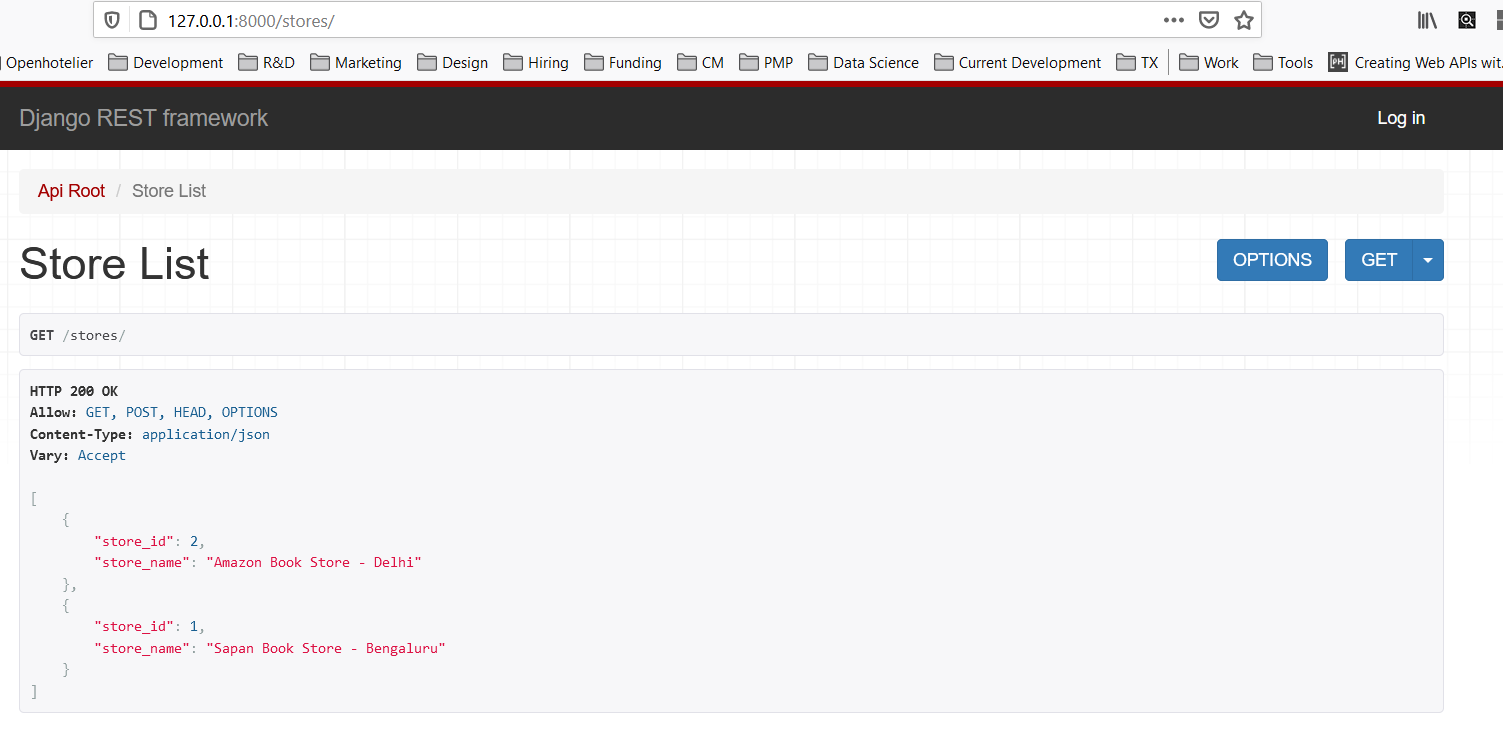 127.0.0.1:8000/stores/
Openhotelier Development R&D Marketing Design Hiring Funding CM PMP Data Science Current Development TX Work Tools Creating Web APIs wit
Django REST framework Log in
Api Root / Store List
Store List OPTIONS GET
GET /stores/
HTTP 200 OK
Allow: GET, POST, HEAD, OPTIONS
Content-Type: application/json
Vary: Accept
[
    {
        "store_id": 2,
        "store_name": "Amazon Book Store - Delhi"
    },
    {
        "store_id": 1,
        "store_name": "Sapan Book Store - Bengaluru"
    }
]